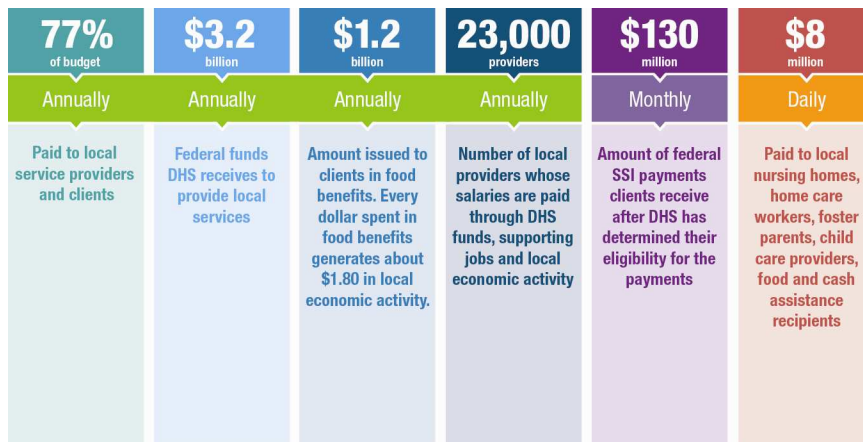 77%
of budget
Annually
Paid to local
service providers
and clients
$3.2
billion
Annually
Federal funds
DHS receives to
provide local
services
$1.2
billion
Annually
Amount issued to
clients in food
benefits. Every
dollar spent in
food benefits
generates about
$1.80 in local
economic activity.
23,000
providers
Annually
Number of local
providers whose
salaries are paid
through DHS
funds, supporting
jobs and local
economic activity
$130
million
Monthly
Amount of federal
SSI payments
clients receive
after DHS has
determined their
eligibility for the
payments
$8
million
Daily
Paid to local
nursing homes,
home care
workers, foster
parents, child
care providers,
food and cash
assistance
recipients